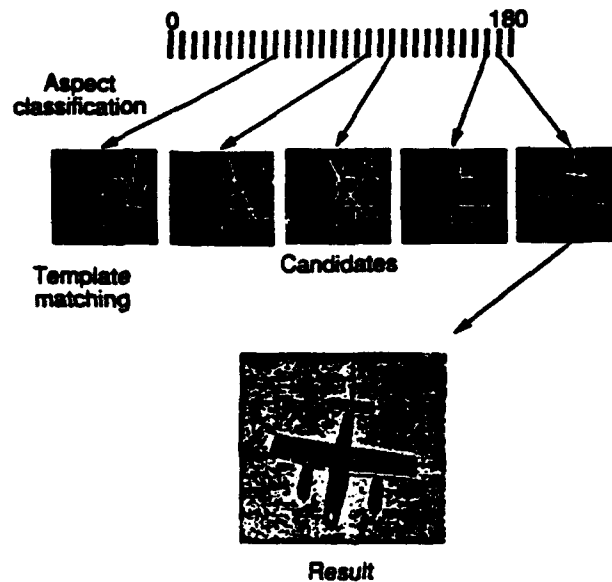 0 180
Aspect
classification
Candidates
Template
matching
Result